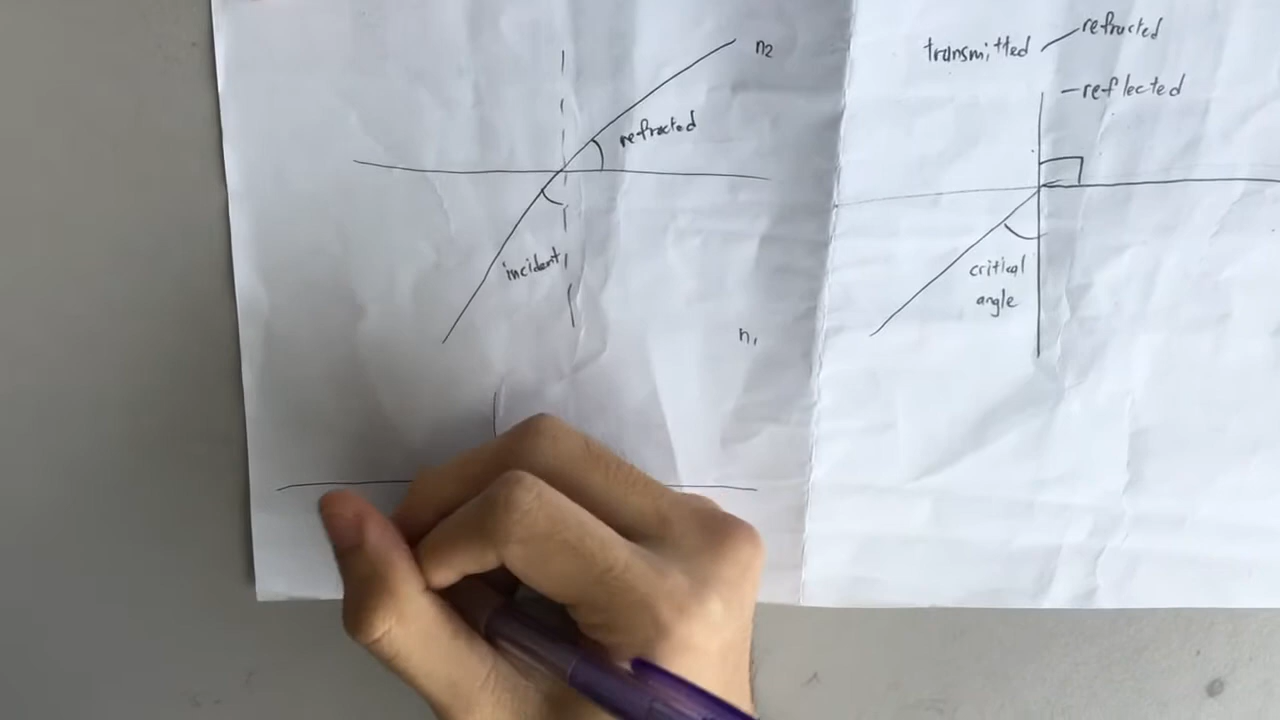 n₂
refracted
incident
n₁
transmitted
refracted
reflected
critical
angle